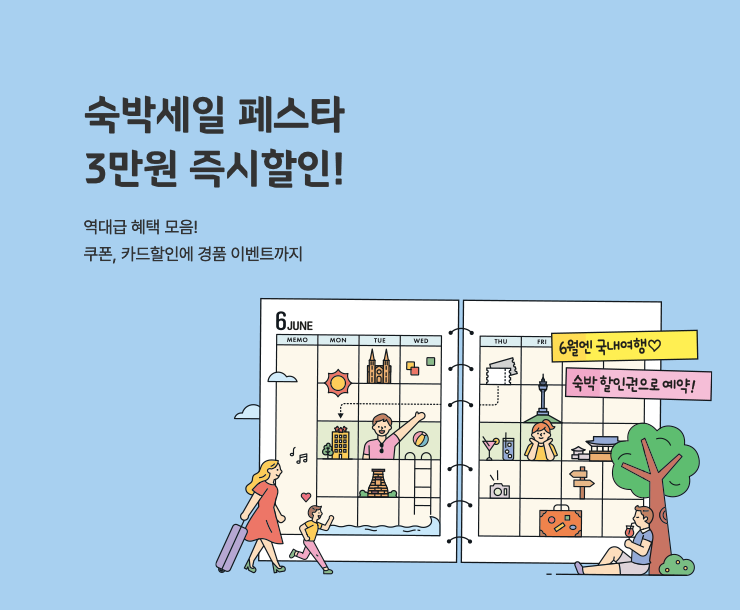 숙박세일 페스타
3만원 즉시할인!
역대급 혜택 모음!
쿠폰, 카드할인에 경품 이벤트까지
6 JUNE
MEMO MON TUE WED
THU FRI
6월엔 국내여행♡
숙박 할인권으로 예약!